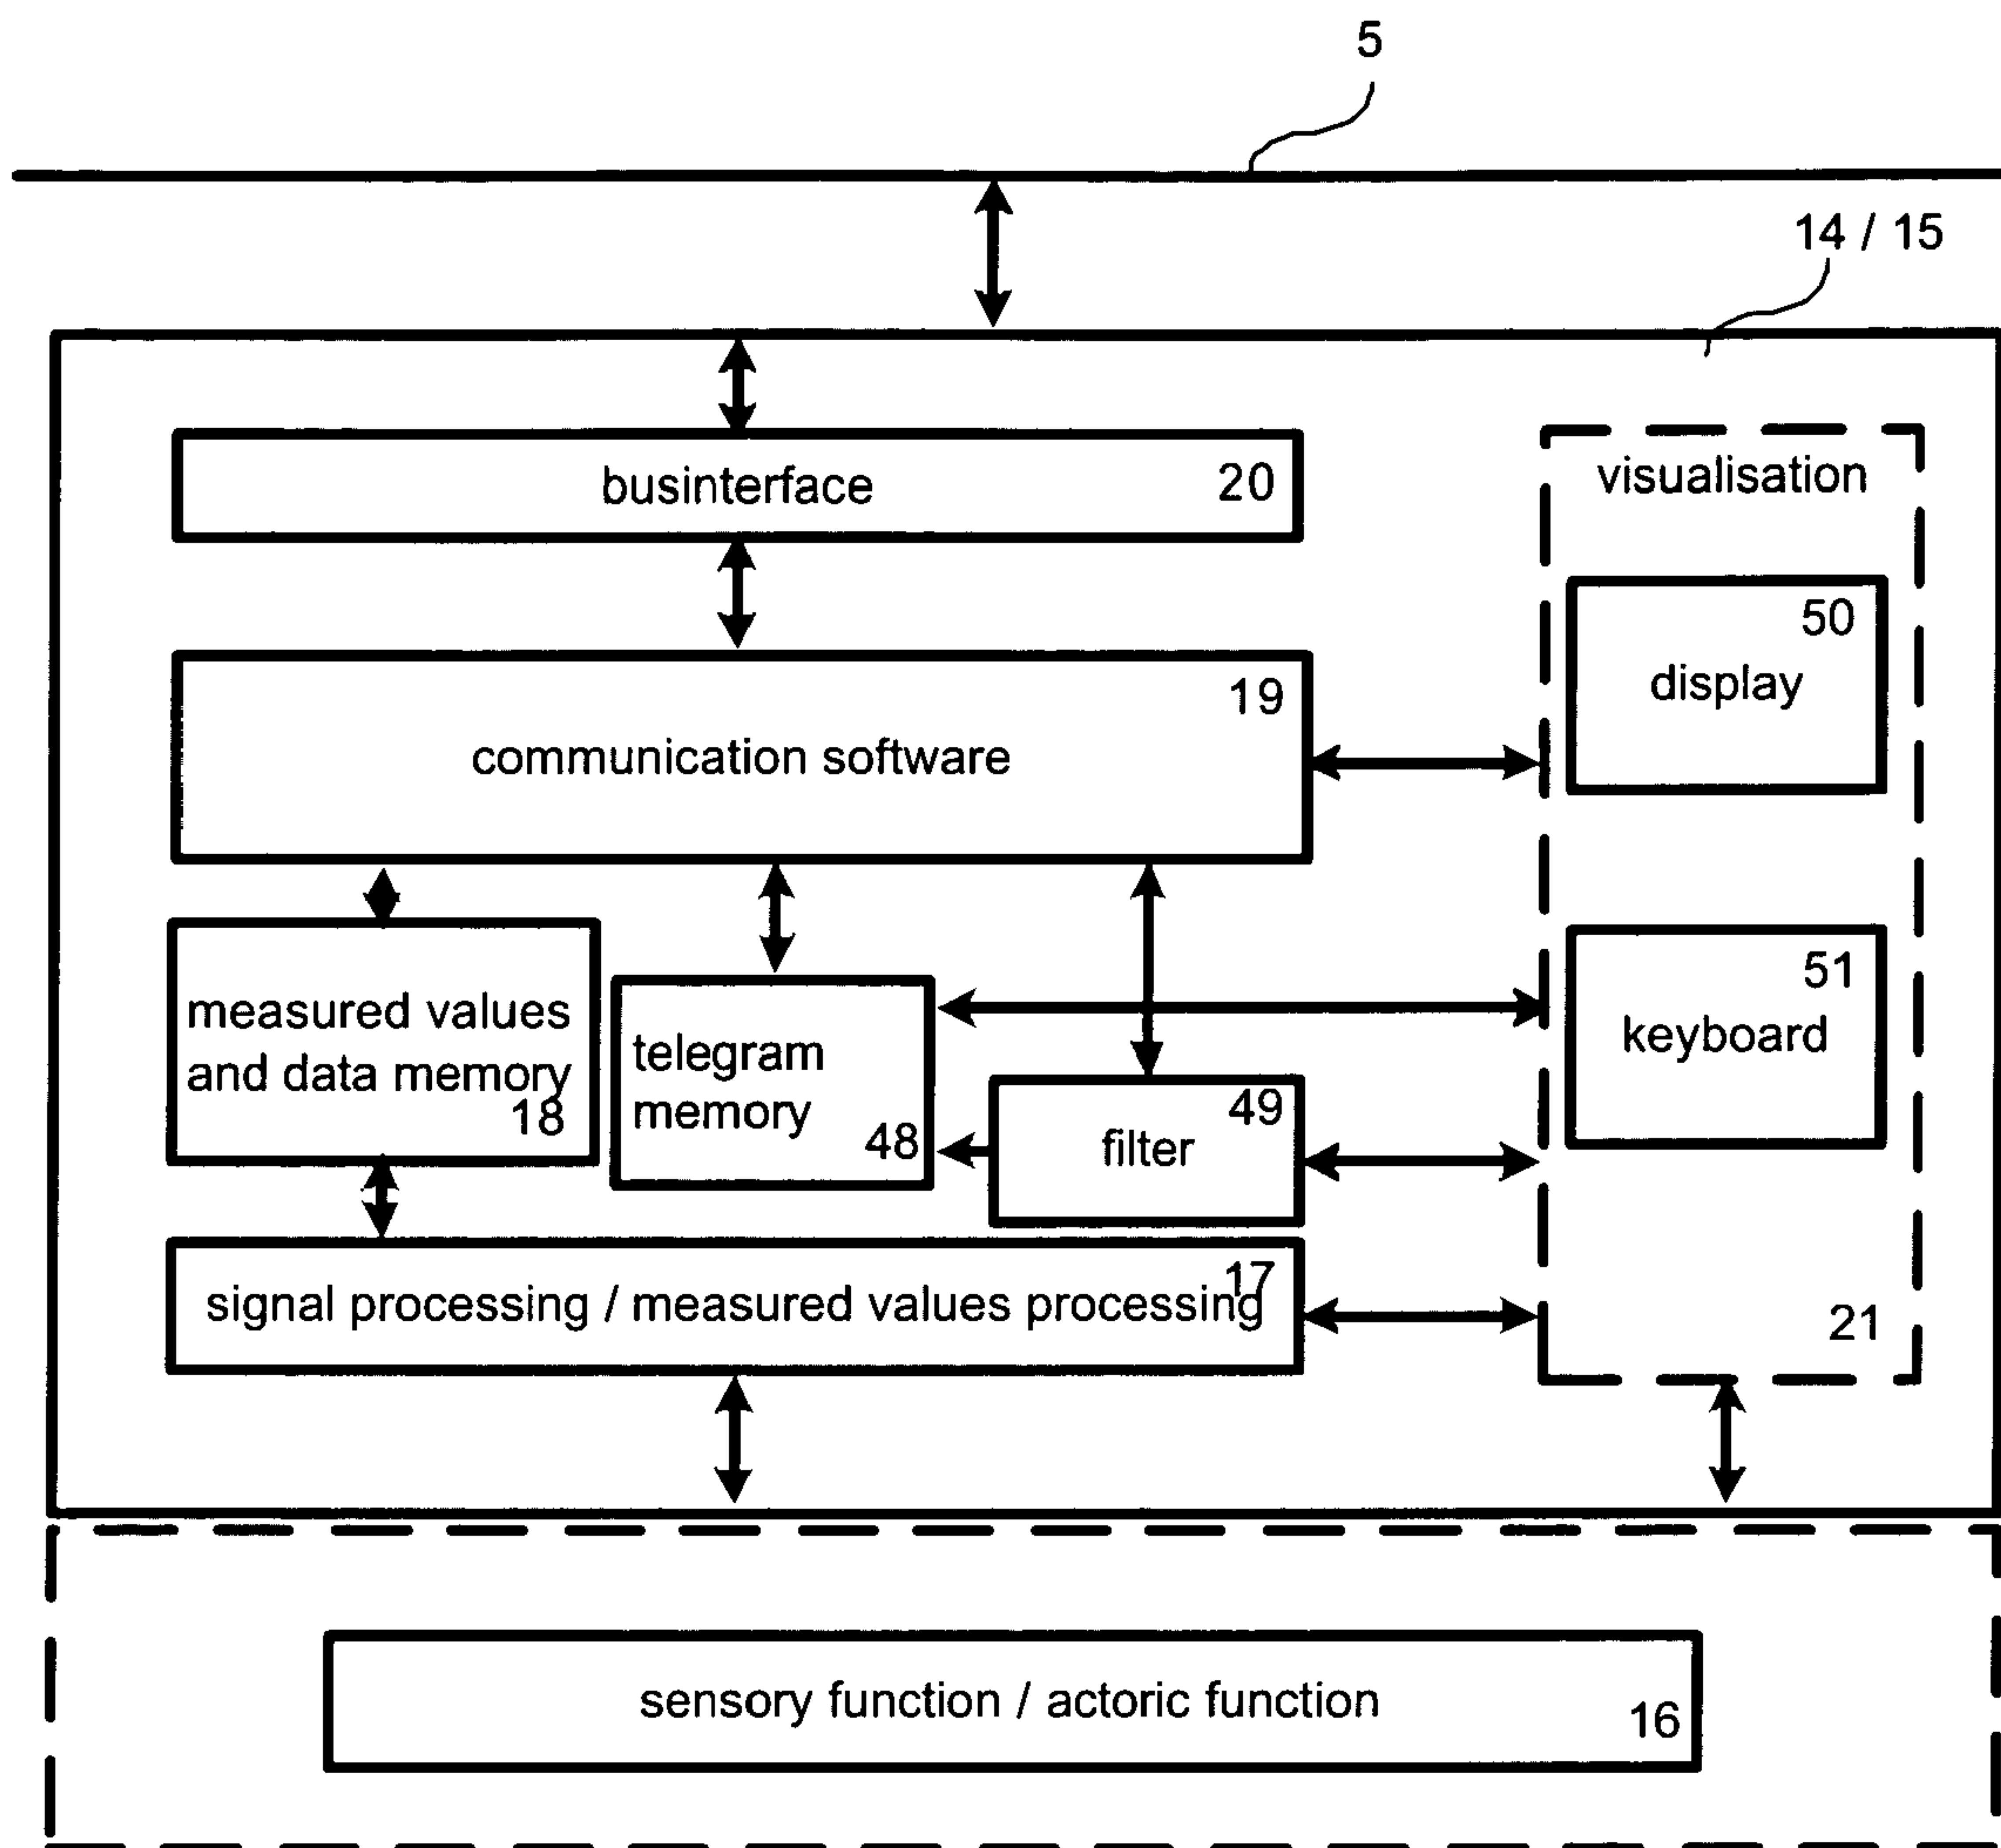 5
14 / 15
businterface
20
visualisation
50
display
19
communication software
51
keyboard
measured values
and data memory
18
telegram
memory
48
49
filter
17
signal processing / measured values processing
21
sensory function / actoric function
16